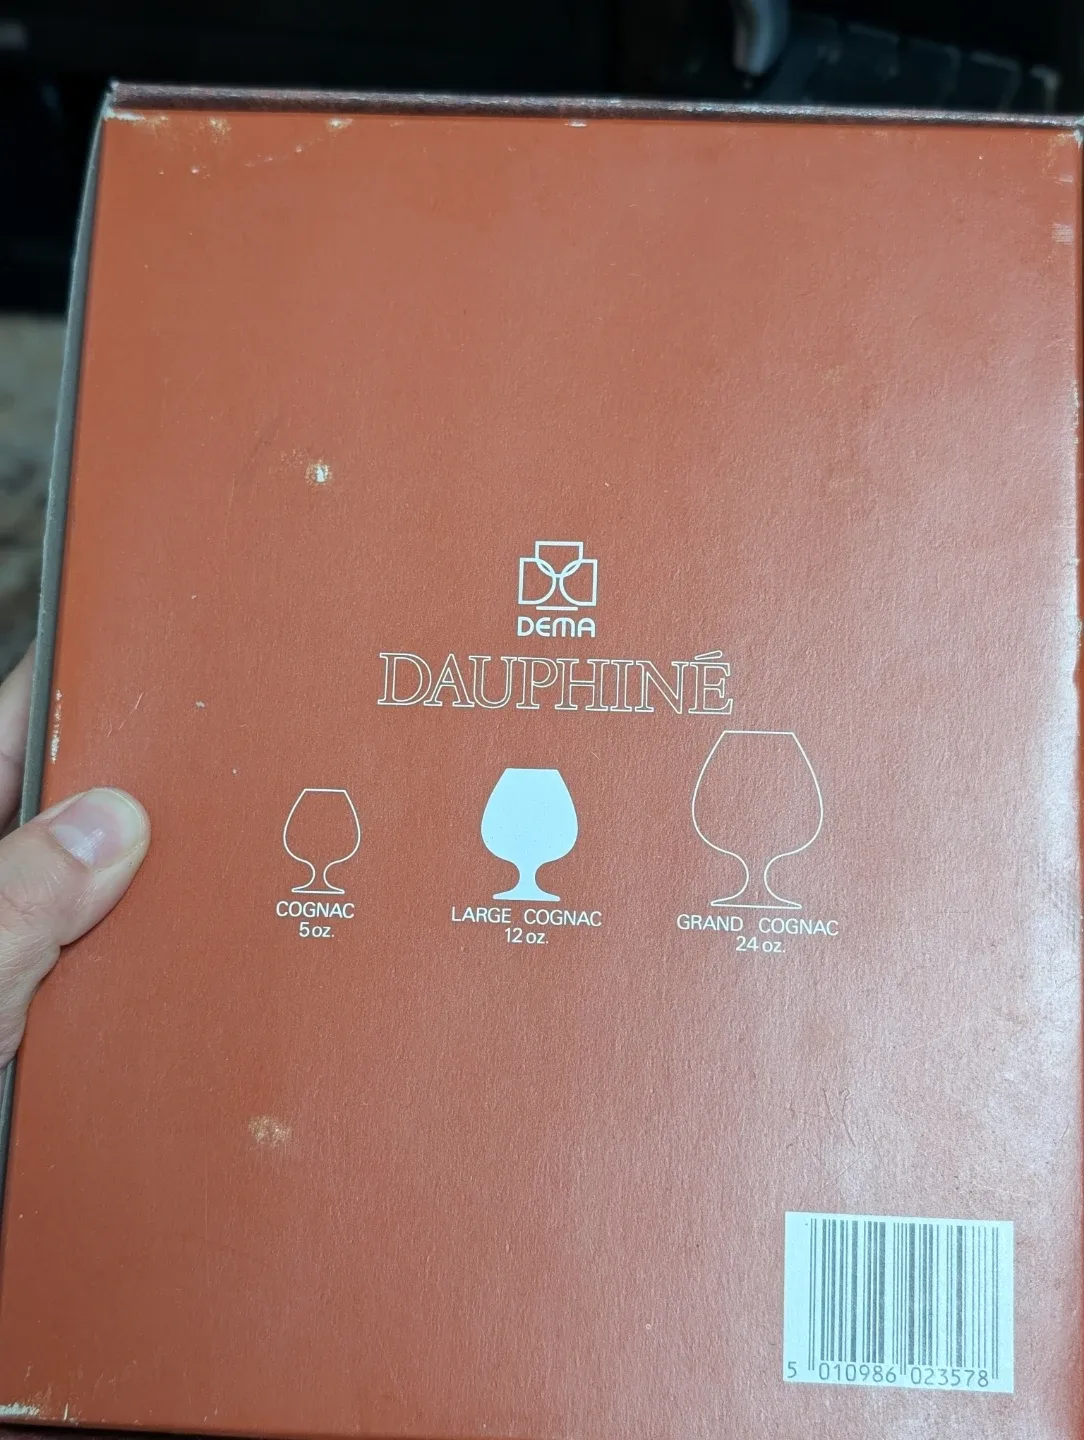 DEMA
DAUPHINÉ
COGNAC
5 oz.
LARGE COGNAC
12 oz.
GRAND COGNAC
24 oz.
5 010986 023578